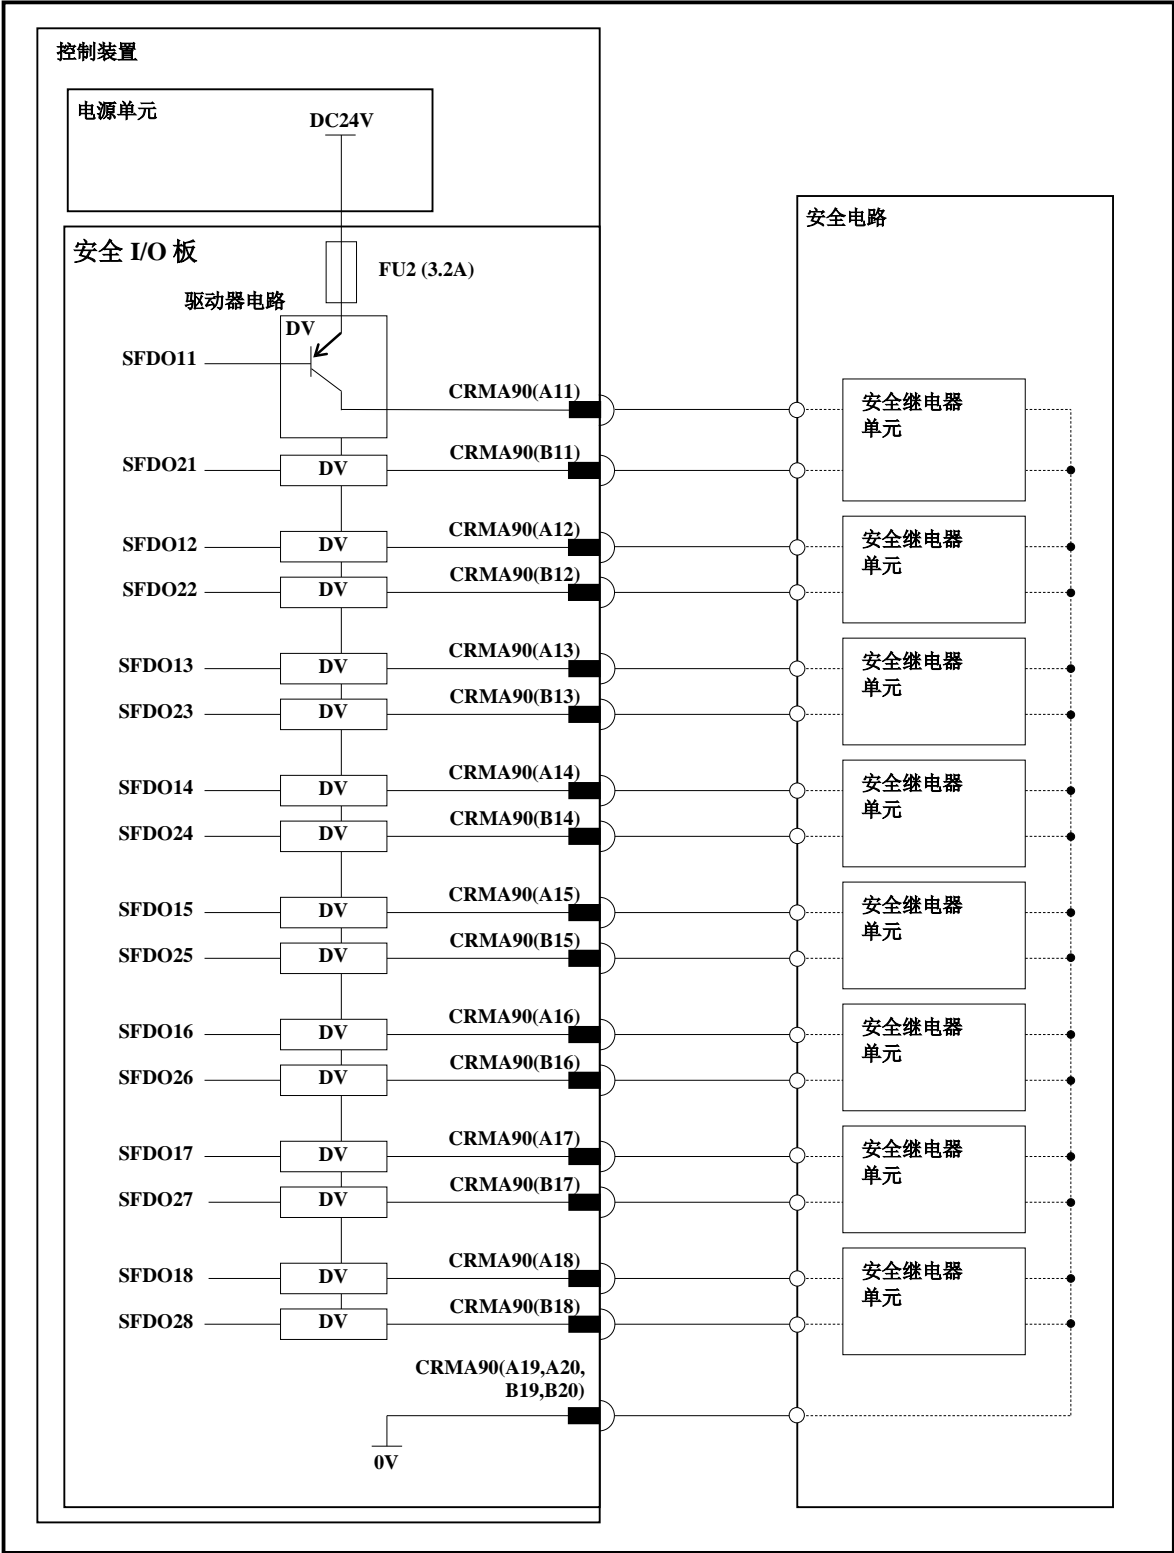 控制装置
电源单元
DC24V
安全电路
安全 I/O 板
FU2 (3.2A)
驱动器电路
DV
SFDO11
CRMA90(A11)
安全继电器
单元
SFDO21
DV
CRMA90(B11)
SFDO12
DV
CRMA90(A12)
安全继电器
单元
SFDO22
DV
CRMA90(B12)
SFDO13
DV
CRMA90(A13)
安全继电器
单元
SFDO23
DV
CRMA90(B13)
SFDO14
DV
CRMA90(A14)
安全继电器
单元
SFDO24
DV
CRMA90(B14)
SFDO15
DV
CRMA90(A15)
安全继电器
单元
SFDO25
DV
CRMA90(B15)
SFDO16
DV
CRMA90(A16)
安全继电器
单元
SFDO26
DV
CRMA90(B16)
SFDO17
DV
CRMA90(A17)
安全继电器
单元
SFDO27
DV
CRMA90(B17)
SFDO18
DV
CRMA90(A18)
安全继电器
单元
SFDO28
DV
CRMA90(B18)
CRMA90(A19,A20,
B19,B20)
0V